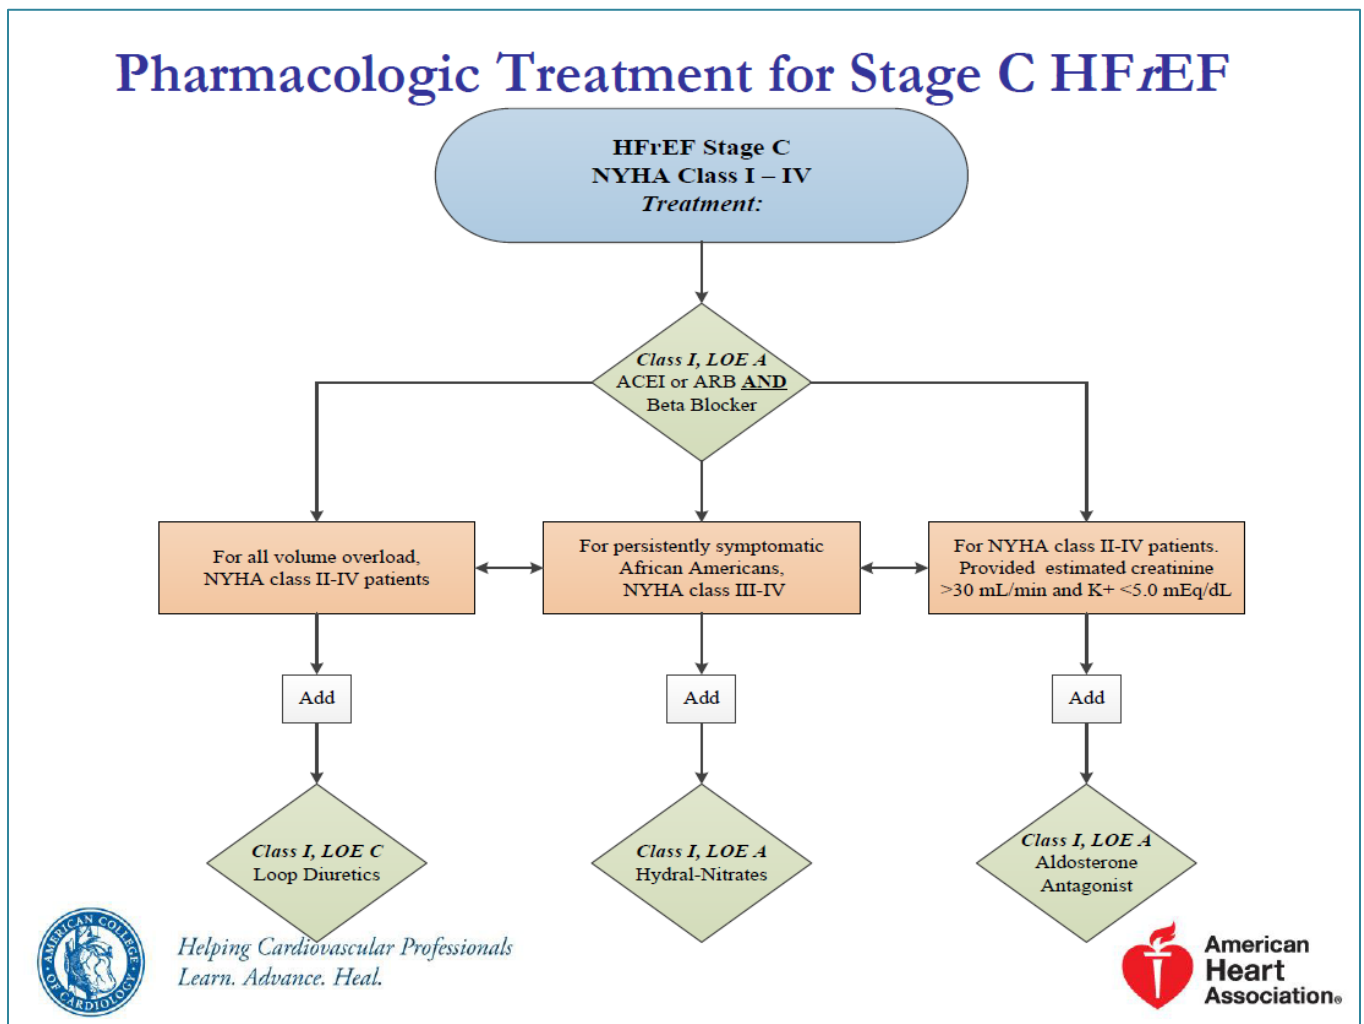 Pharmacologic Treatment for Stage C HFrEF
HFrEF Stage C
NYHA Class I – IV
Treatment:
Class I, LOE A
ACEI or ARB AND
Beta Blocker
For all volume overload,
NYHA class II-IV patients
For persistently symptomatic
African Americans,
NYHA class III-IV
For NYHA class II-IV patients.
Provided estimated creatinine
>30 mL/min and K+ <5.0 mEq/dL
Add
Add
Add
Class I, LOE C
Loop Diuretics
Class I, LOE A
Hydral-Nitrates
Class I, LOE A
Aldosterone
Antagonist
AMERICAN COLLEGE OF CARDIOLOGY
Helping Cardiovascular Professionals
Learn. Advance. Heal.
American
Heart
Association®